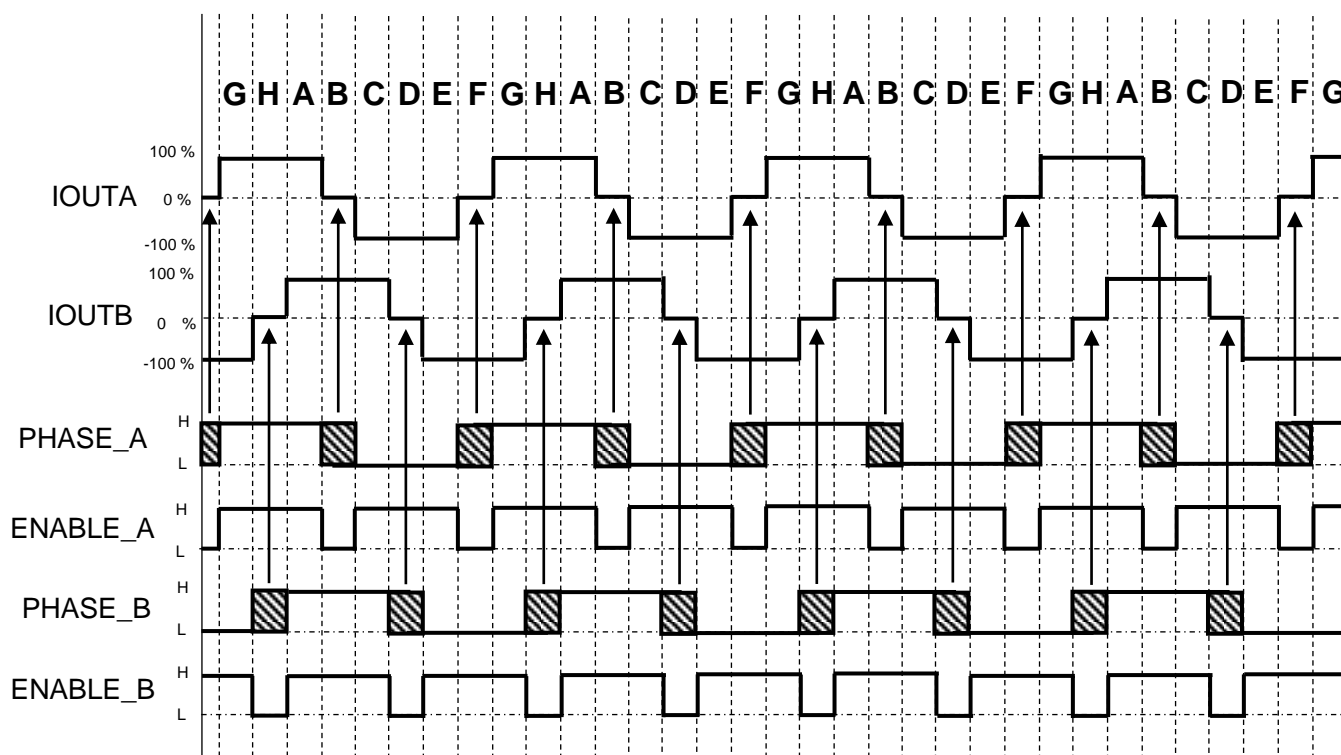 G H A B C D E F G H A B C D E F G H A B C D E F G H A B C D E F G
100 %
IOUTA
0 %
-100 %
100 %
IOUTB
0 %
-100 %
H
PHASE_A
L
H
ENABLE_A
L
H
PHASE_B
L
H
ENABLE_B
L